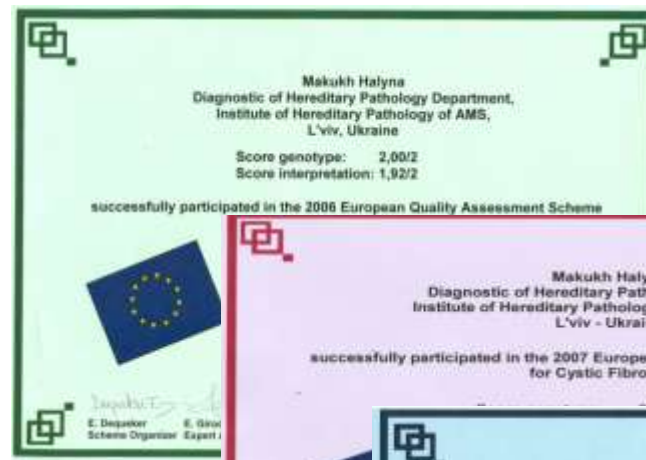 Makukh Halyna
Diagnostic of Hereditary Pathology Department,
Institute of Hereditary Pathology of AMS,
L'viv, Ukraine
Score genotype: 2,00/2
Score interpretation: 1,92/2
successfully participated in the 2006 European Quality Assessment Scheme
E. Dequeker E. Giro
Scheme Organiser Expert
Makukh Haly
Diagnostic of Hereditary Path
Institute of Hereditary Patholog
L'viv - Ukrai
successfully participated in the 2007 Europe
for Cystic Fibro